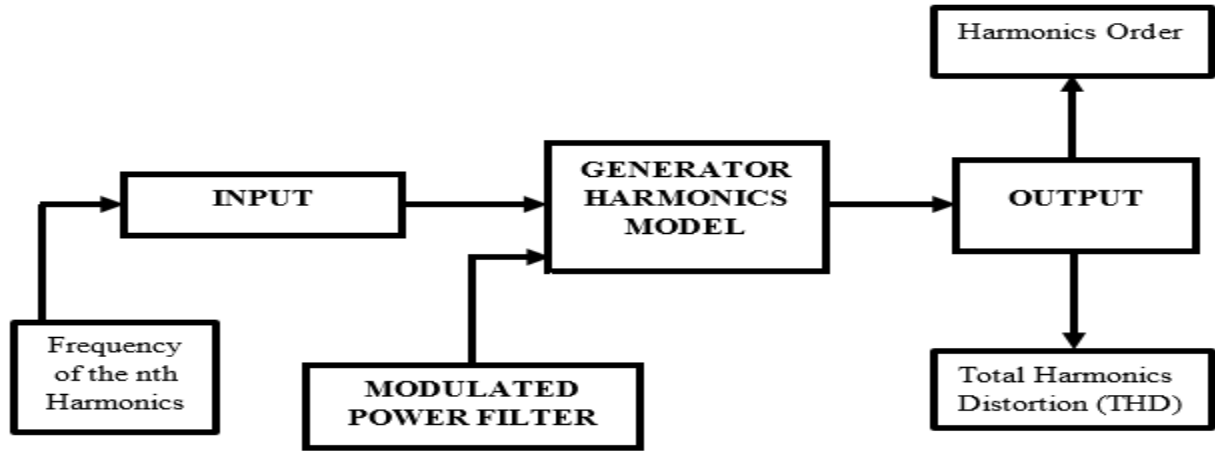 Harmonics Order
INPUT
GENERATOR
HARMONICS
MODEL
OUTPUT
Frequency
of the nth
Harmonics
MODULATED
POWER FILTER
Total Harmonics
Distortion (THD)